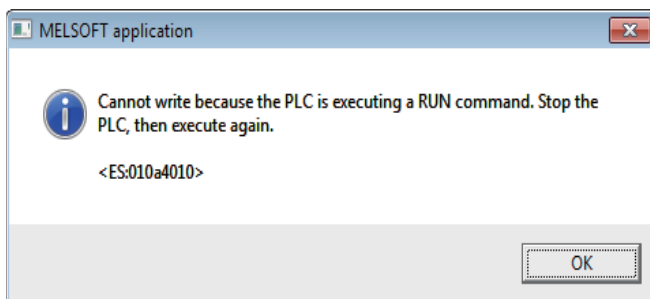 MELSOFT application
Cannot write because the PLC is executing a RUN command. Stop the
PLC, then execute again.
<ES:010a4010>
OK